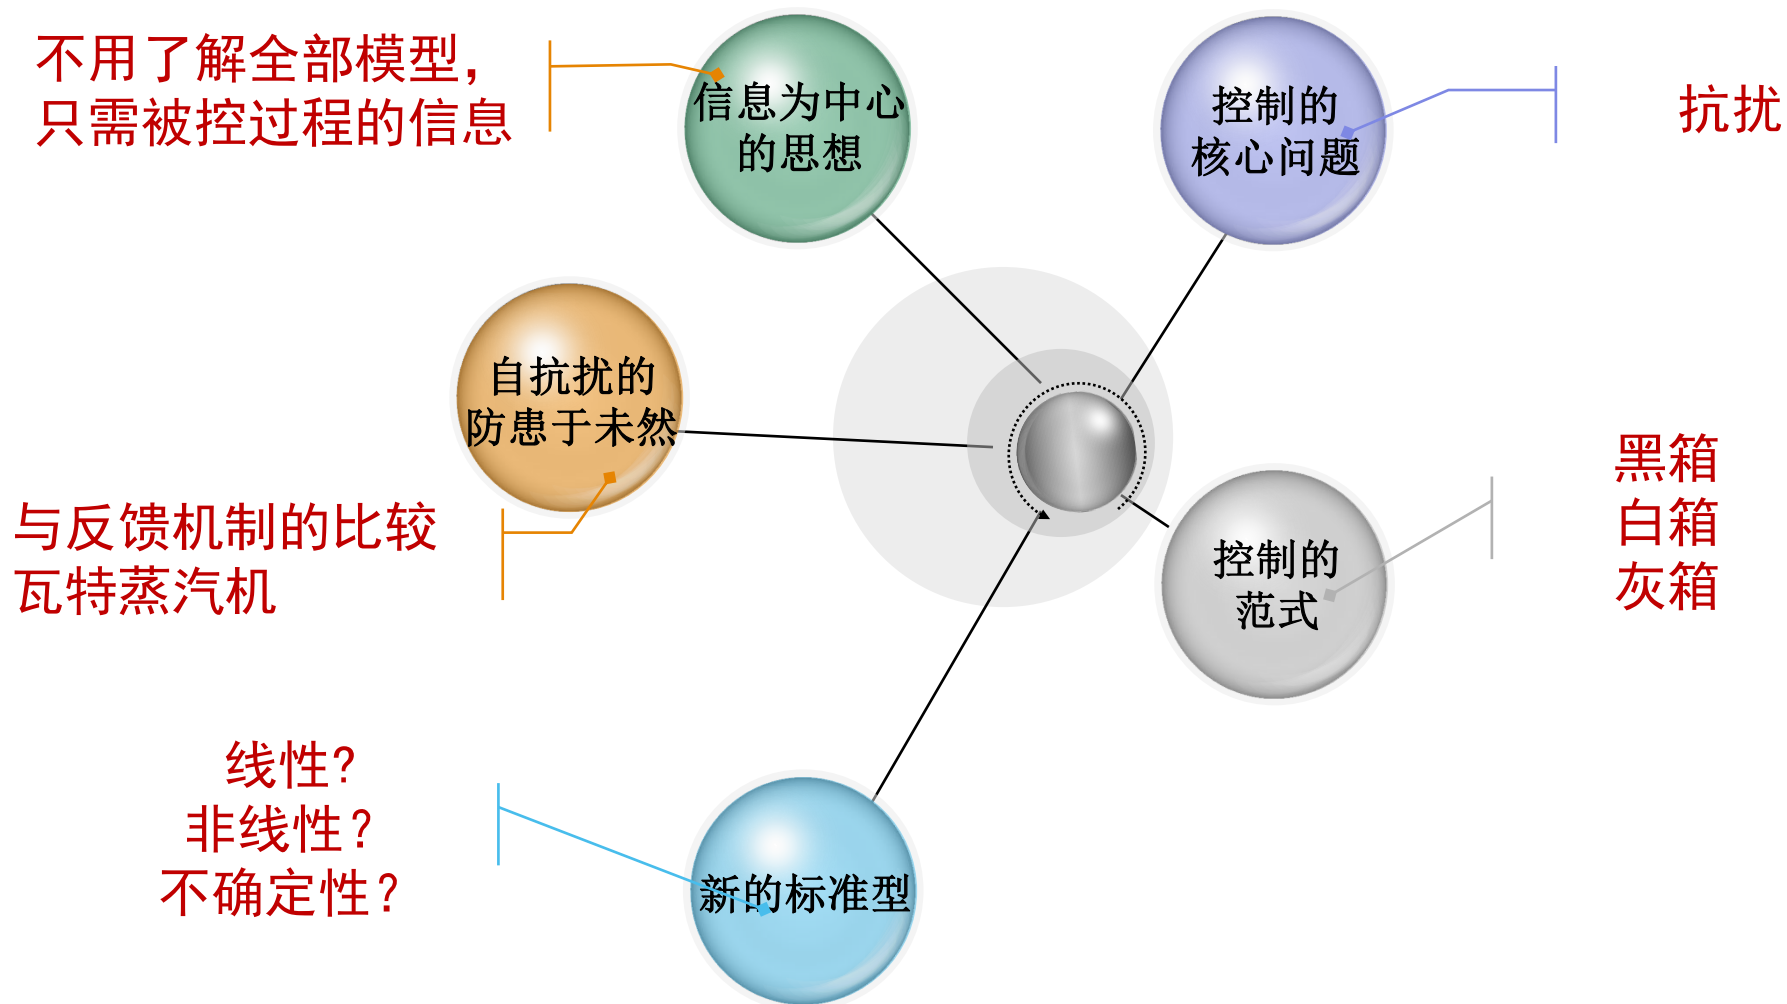 不用了解全部模型，
只需被控过程的信息
信息为中心
的思想
控制的
核心问题
抗扰
自抗扰的
防患于未然
与反馈机制的比较
瓦特蒸汽机
控制的
范式
黑箱
白箱
灰箱
线性?
非线性？
不确定性？
新的标准型